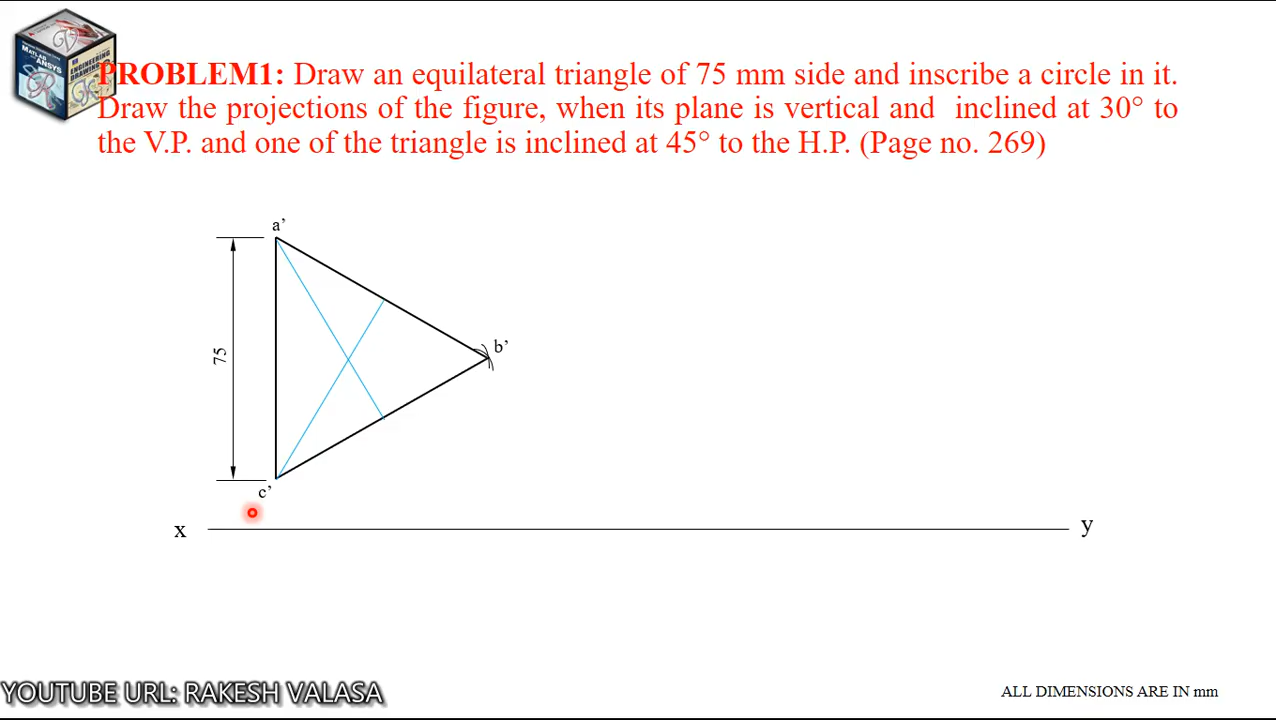 PROBLEM1: Draw an equilateral triangle of 75 mm side and inscribe a circle in it.
Draw the projections of the figure, when its plane is vertical and inclined at 30° to
the V.P. and one of the triangle is inclined at 45° to the H.P. (Page no. 269)
a’
75
b’
c’
x
y
YOUTUBE URL: RAKESH VALASA
ALL DIMENSIONS ARE IN mm